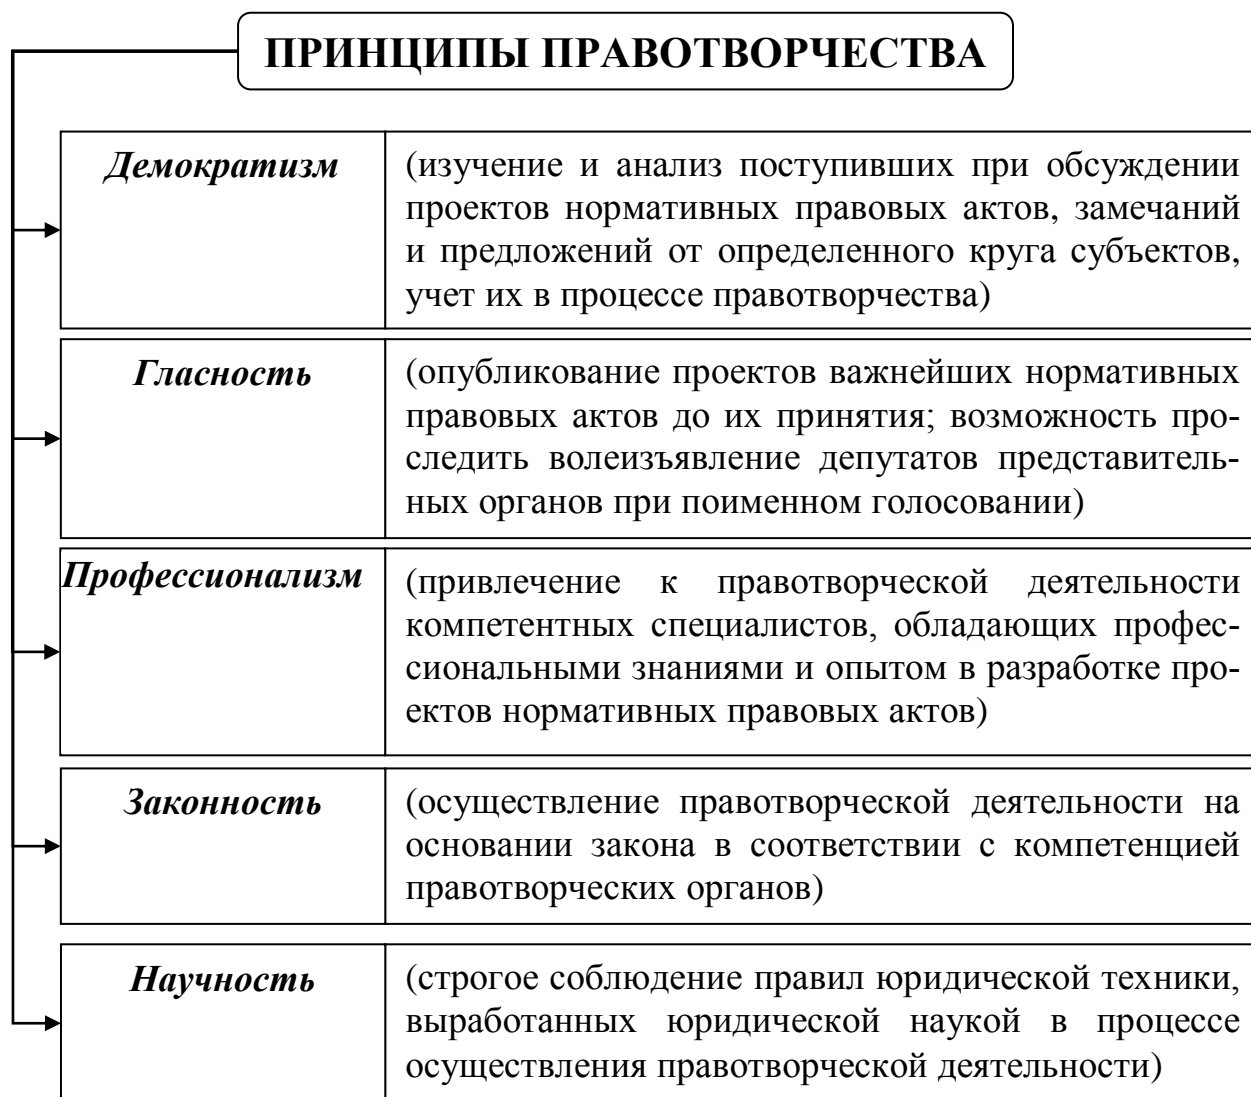 ПРИНЦИПЫ ПРАВОТВОРЧЕСТВА
Демократизм
(изучение и анализ поступивших при обсуждении
проектов нормативных правовых актов, замечаний
и предложений от определенного круга субъектов,
учет их в процессе правотворчества)
Гласность
(опубликование проектов важнейших нормативных
правовых актов до их принятия; возможность про-
следить волеизъявление депутатов представитель-
ных органов при поименном голосовании)
Профессионализм
(привлечение к правотворческой деятельности
компетентных специалистов, обладающих профес-
сиональными знаниями и опытом в разработке про-
ектов нормативных правовых актов)
Законность
(осуществление правотворческой деятельности на
основании закона в соответствии с компетенцией
правотворческих органов)
Научность
(строгое соблюдение правил юридической техники,
выработанных юридической наукой в процессе
осуществления правотворческой деятельности)